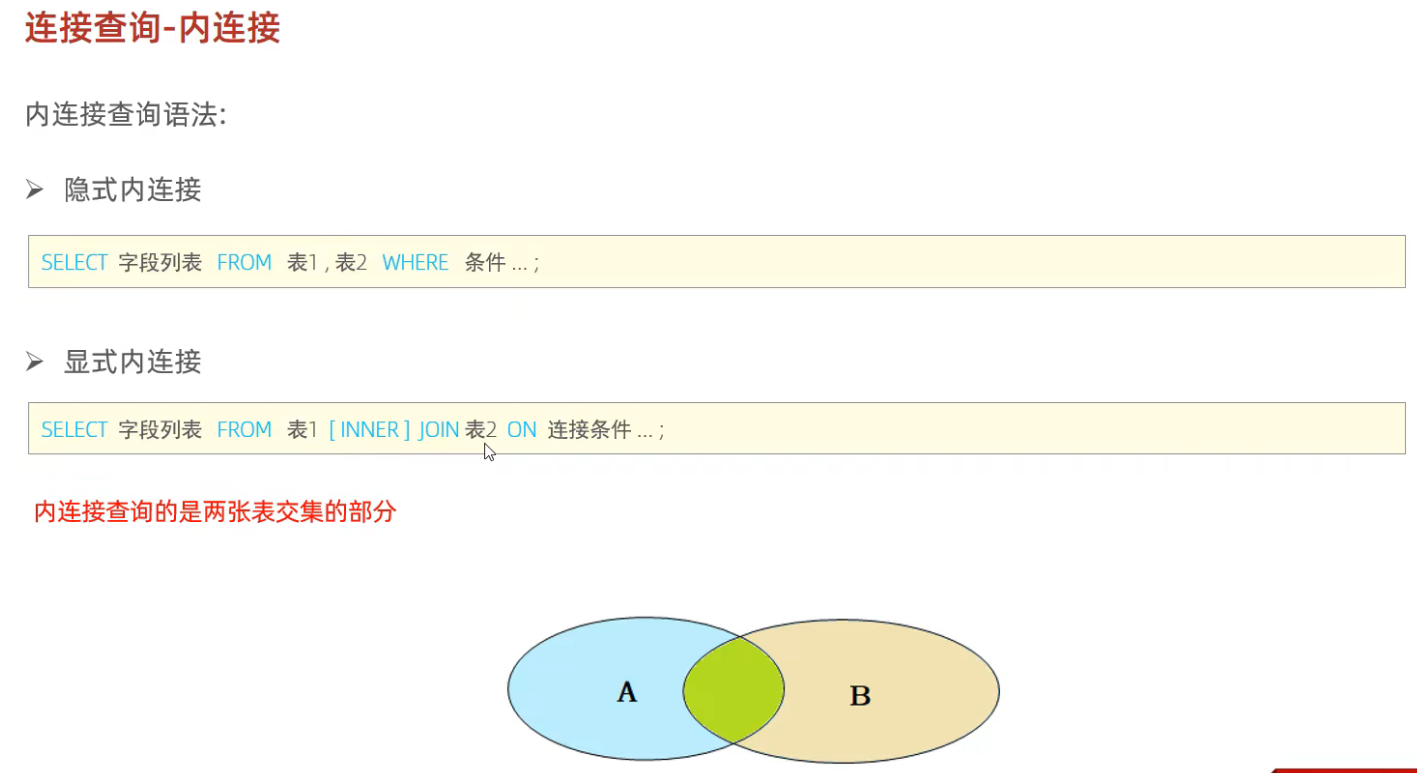 连接查询-内连接
内连接查询语法:
➢ 隐式内连接
SELECT 字段列表 FROM 表1 , 表2 WHERE 条件 ... ;
➢ 显式内连接
SELECT 字段列表 FROM 表1 [ INNER ] JOIN 表2 ON 连接条件 ... ;
内连接查询的是两张表交集的部分
A B